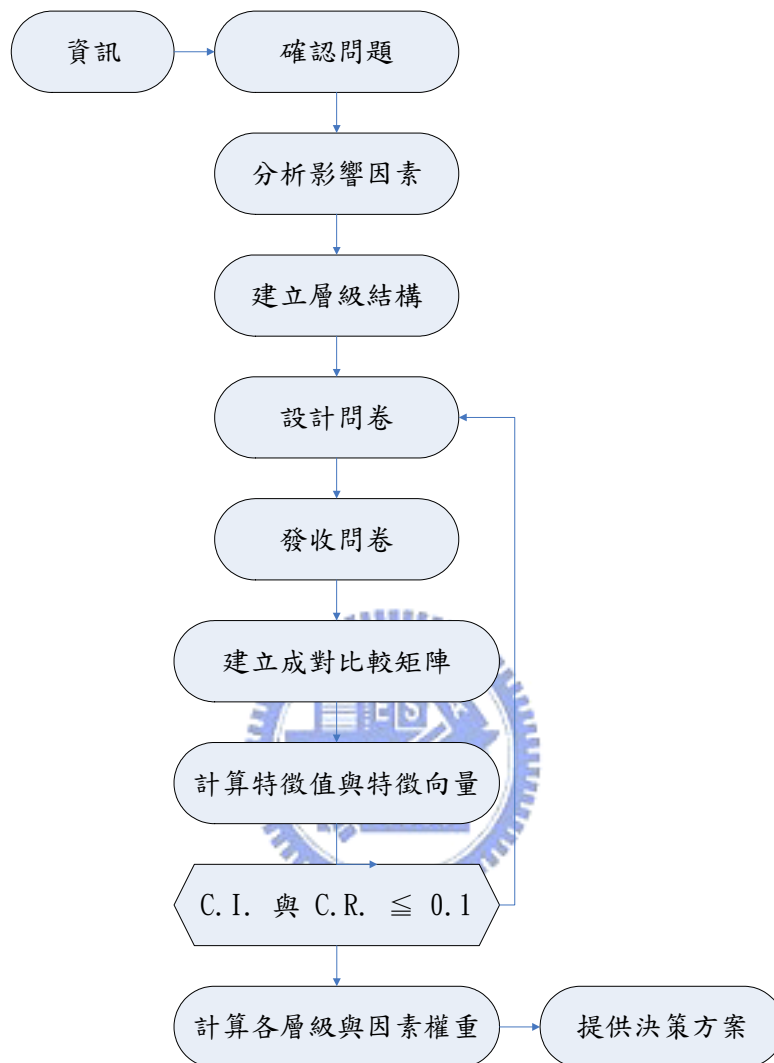 資訊
確認問題
分析影響因素
建立層級結構
設計問卷
發收問卷
建立成對比較矩陣
計算特徵值與特徵向量
C.I. 與 C.R. ≦ 0.1
計算各層級與因素權重
提供決策方案